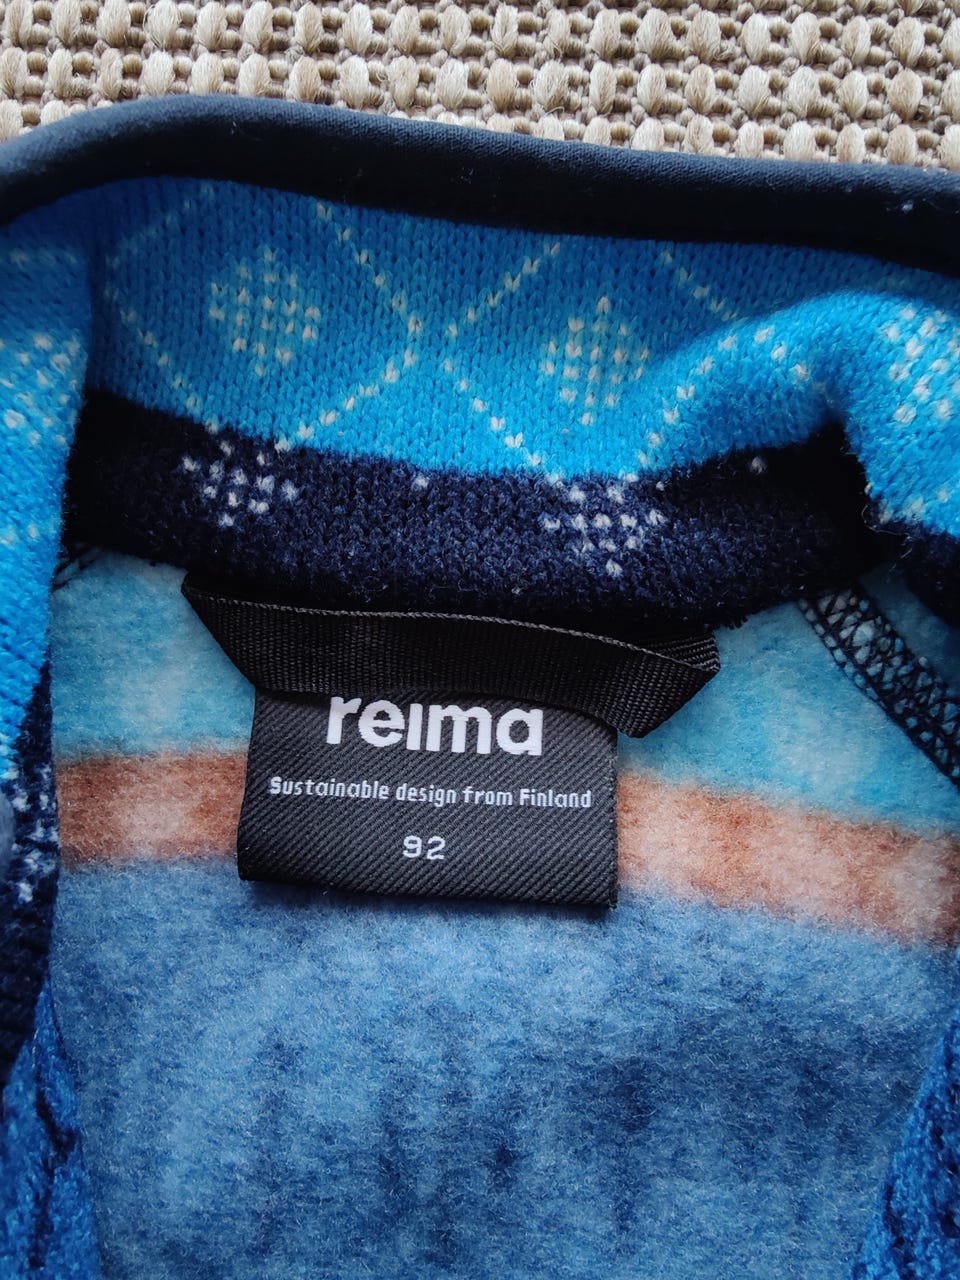 reima
Sustainable design from Finland
92